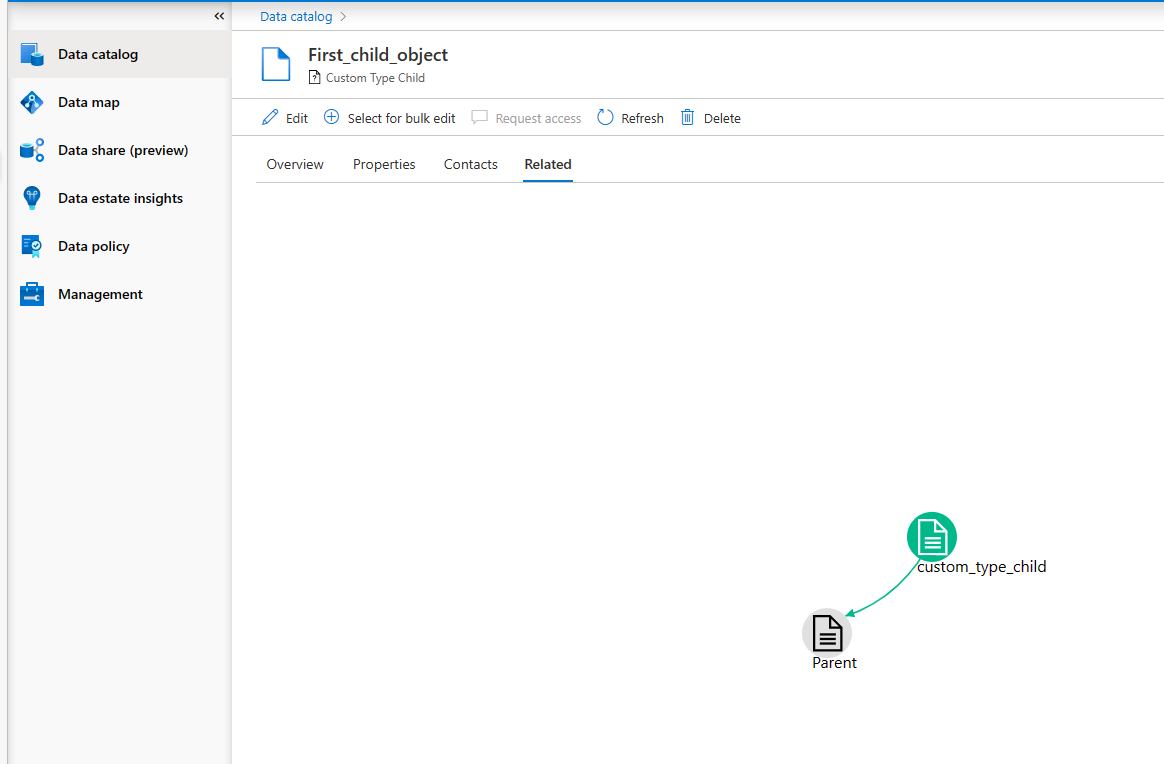 «
Data catalog
Data map
Data share (preview)
Data estate insights
Data policy
Management
Data catalog >
First_child_object
? Custom Type Child
Edit Select for bulk edit Request access Refresh Delete
Overview Properties Contacts Related
custom_type_child
Parent